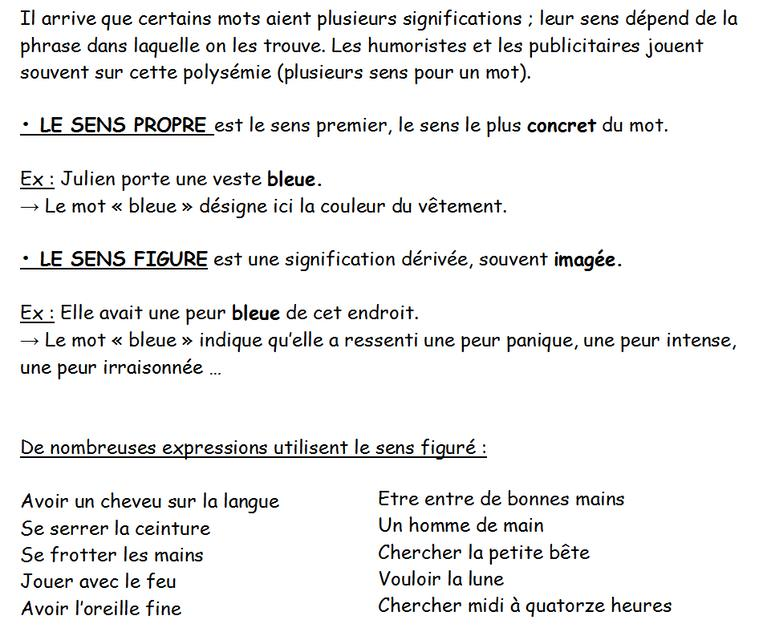 Il arrive que certains mots aient plusieurs significations ; leur sens dépend de la
phrase dans laquelle on les trouve. Les humoristes et les publicitaires jouent
souvent sur cette polysémie (plusieurs sens pour un mot).
• LE SENS PROPRE est le sens premier, le sens le plus concret du mot.
Ex : Julien porte une veste bleue.
→ Le mot « bleue » désigne ici la couleur du vêtement.
• LE SENS FIGURE est une signification dérivée, souvent imagée.
Ex : Elle avait une peur bleue de cet endroit.
→ Le mot « bleue » indique qu'elle a ressenti une peur panique, une peur intense,
une peur irraisonnée …
De nombreuses expressions utilisent le sens figuré :
Avoir un cheveu sur la langue
Se serrer la ceinture
Se frotter les mains
Jouer avec le feu
Avoir l'oreille fine
Etre entre de bonnes mains
Un homme de main
Chercher la petite bête
Vouloir la lune
Chercher midi à quatorze heures